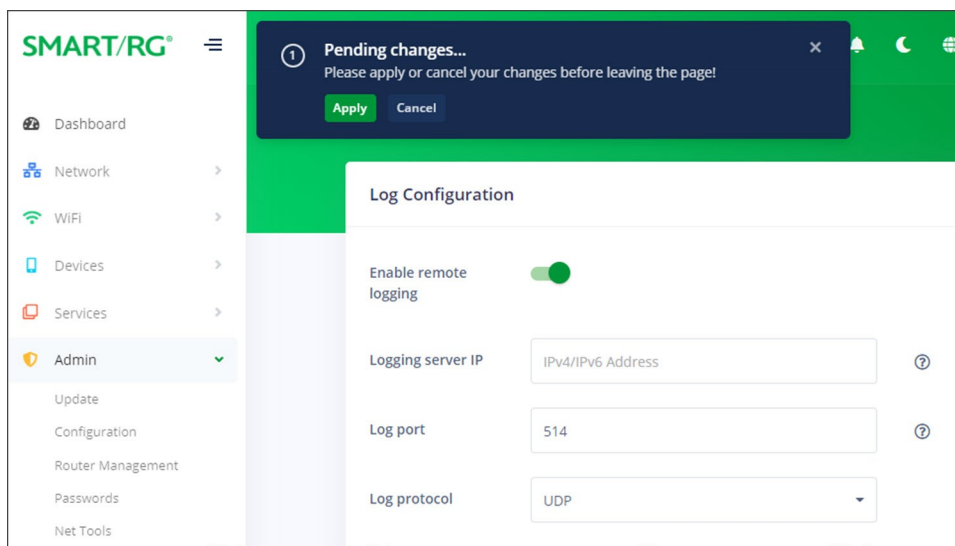 SMART/RG®
Pending changes...
Please apply or cancel your changes before leaving the page!
Apply
Cancel
Dashboard
Network
WiFi
Devices
Services
Admin
Update
Configuration
Router Management
Passwords
Net Tools
Log Configuration
Enable remote
logging
Logging server IP
IPv4/IPv6 Address
Log port
514
Log protocol
UDP